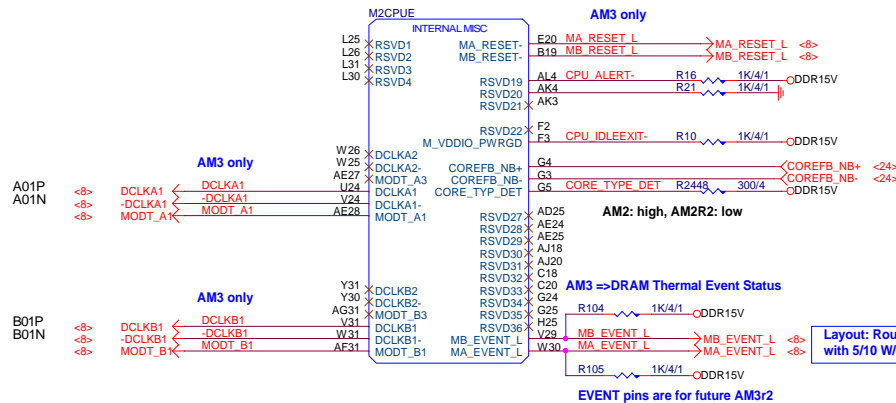 M2CPUE
INTERNAL MISC
AM3 only
L25 RSVD1
L26 RSVD2
L31 RSVD3
L30 RSVD4
MA_RESET- E20 MA_RESET_L MA_RESET_L <8>
MB_RESET- B19 MB_RESET_L MB_RESET_L <8>
RSVD19 AL4 CPU_ALERT- R16 1K/4/1 DDR15V
RSVD20 AK4 R21 1K/4/1
RSVD21 AK3
RSVD22 F2
M_VDDIO_PWRGD F3 CPU_IDLEEXIT- R10 1K/4/1 DDR15V
W26 DCLKA2
W25 DCLKA2-
AE27 MODT_A3
AM3 only
COREFB_NB+ G4 COREFB_NB+ <24>
COREFB_NB- G3 COREFB_NB- <24>
CORE_TYP_DET G5 CORE_TYPE_DET R2448 300/4 DDR15V
A01P <8> DCLKA1 DCLKA1 U24 DCLKA1
A01N <8> -DCLKA1 -DCLKA1 V24 DCLKA1-
<8> MODT_A1 MODT_A1 AE28 MODT_A1
AM2: high, AM2R2: low
RSVD27 AD25
RSVD28 AE24
RSVD29 AE25
RSVD30 AJ18
RSVD31 AJ20
RSVD32 C18
RSVD33 C20
RSVD34 G24
RSVD35 G25
RSVD36 H25
AM3 =>DRAM Thermal Event Status
Y31 DCLKB2
Y30 DCLKB2-
AG31 MODT_B3
AM3 only
R104 1K/4/1 DDR15V
B01P <8> DCLKB1 DCLKB1 V31 DCLKB1
B01N <8> -DCLKB1 -DCLKB1 W31 DCLKB1-
<8> MODT_B1 MODT_B1 AF31 MODT_B1
MB_EVENT_L V29 MB_EVENT_L MB_EVENT_L <8>
MA_EVENT_L W30 MA_EVENT_L MA_EVENT_L <8>
Layout: Rou
with 5/10 W/
R105 1K/4/1 DDR15V
EVENT pins are for future AM3r2